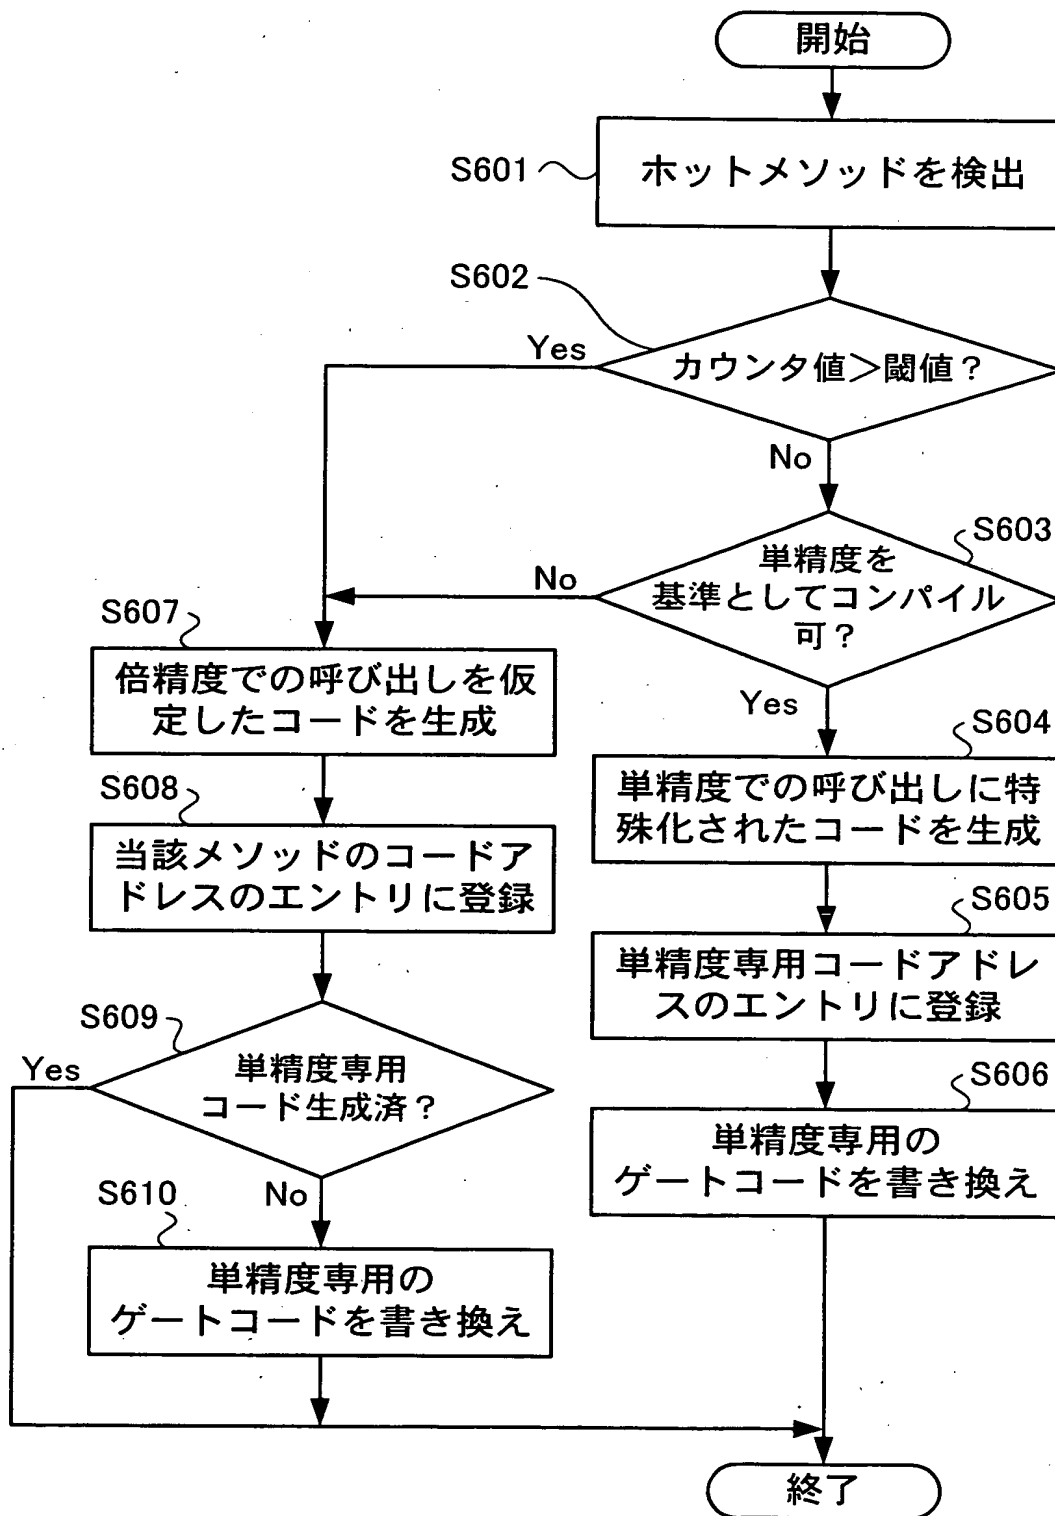 開始
S601
ホットメソッドを検出
S602
カウンタ値＞閾値？
Yes
No
S603
単精度を
基準としてコンパイル
可？
No
Yes
S604
単精度での呼び出しに特
殊化されたコードを生成
S605
単精度専用コードアドレ
スのエントリに登録
S606
単精度専用の
ゲートコードを書き換え
S607
倍精度での呼び出しを仮
定したコードを生成
S608
当該メソッドのコードア
ドレスのエントリに登録
S609
単精度専用
コード生成済？
Yes
No
S610
単精度専用の
ゲートコードを書き換え
終了